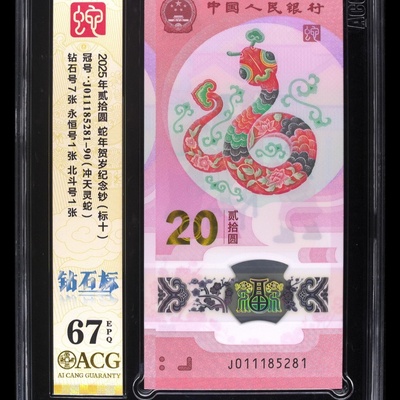 2025年贰拾圆 蛇年贺岁纪念钞（标十）
冠号：J011185281-90（冲天灵蛇）
钻石号7张 永恒号1张 北斗号1张
钻石标
67 EPQ
ACG
AI CANG GUARANTY
中国人民银行
20 贰拾圆
J011185281